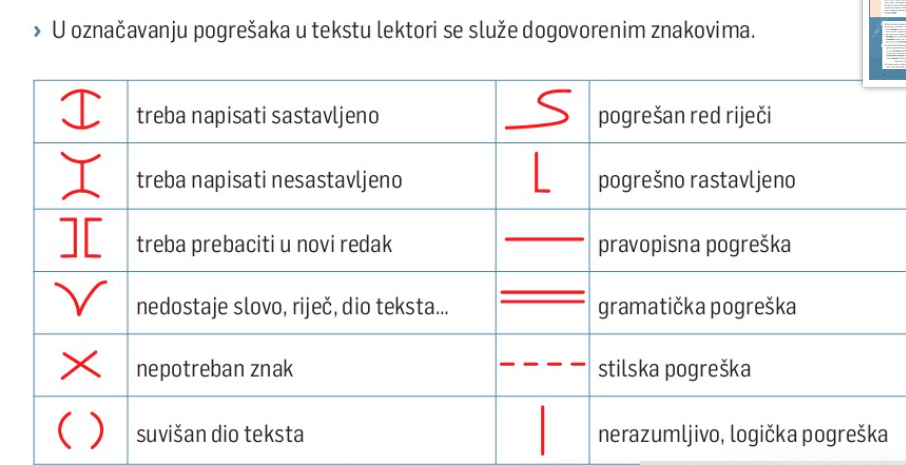 › U označavanju pogrešaka u tekstu lektori se služe dogovorenim znakovima.
treba napisati sastavljeno
pogrešan red riječi
treba napisati nesastavljeno
pogrešno rastavljeno
treba prebaciti u novi redak
pravopisna pogreška
nedostaje slovo, riječ, dio teksta...
gramatička pogreška
nepotreban znak
stilska pogreška
suvišan dio teksta
nerazumljivo, logička pogreška